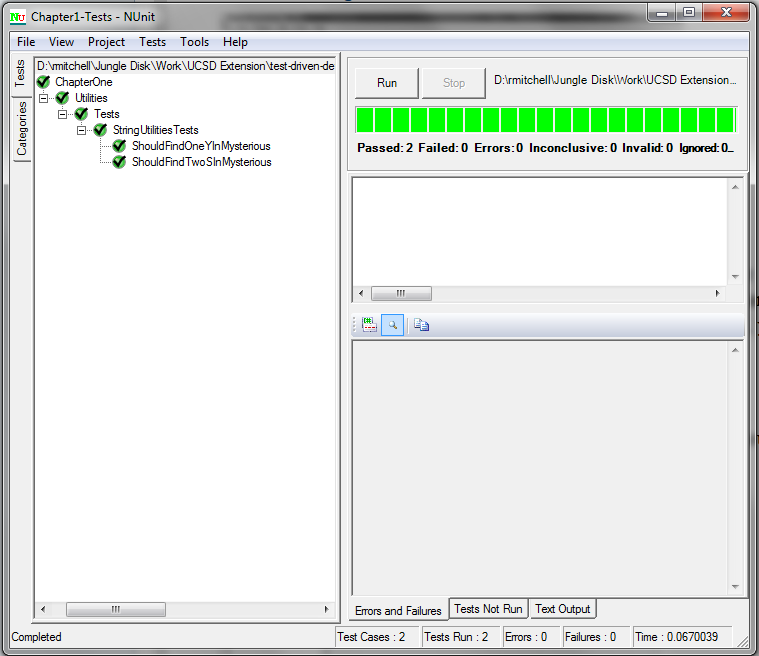 Chapter1-Tests - NUnit
File View Project Tests Tools Help
Tests
Categories
D:\rmitchell\Jungle Disk\Work\UCSD Extension\test-driven-de
ChapterOne
Utilities
Tests
StringUtilitiesTests
ShouldFindOneYInMysterious
ShouldFindTwoSInMysterious
Run Stop D:\rmitchell\Jungle Disk\Work\UCSD Extension...
Passed: 2 Failed: 0 Errors: 0 Inconclusive: 0 Invalid: 0 Ignored: 0...
Errors and Failures Tests Not Run Text Output
Completed Test Cases : 2 Tests Run : 2 Errors : 0 Failures : 0 Time : 0.0670039